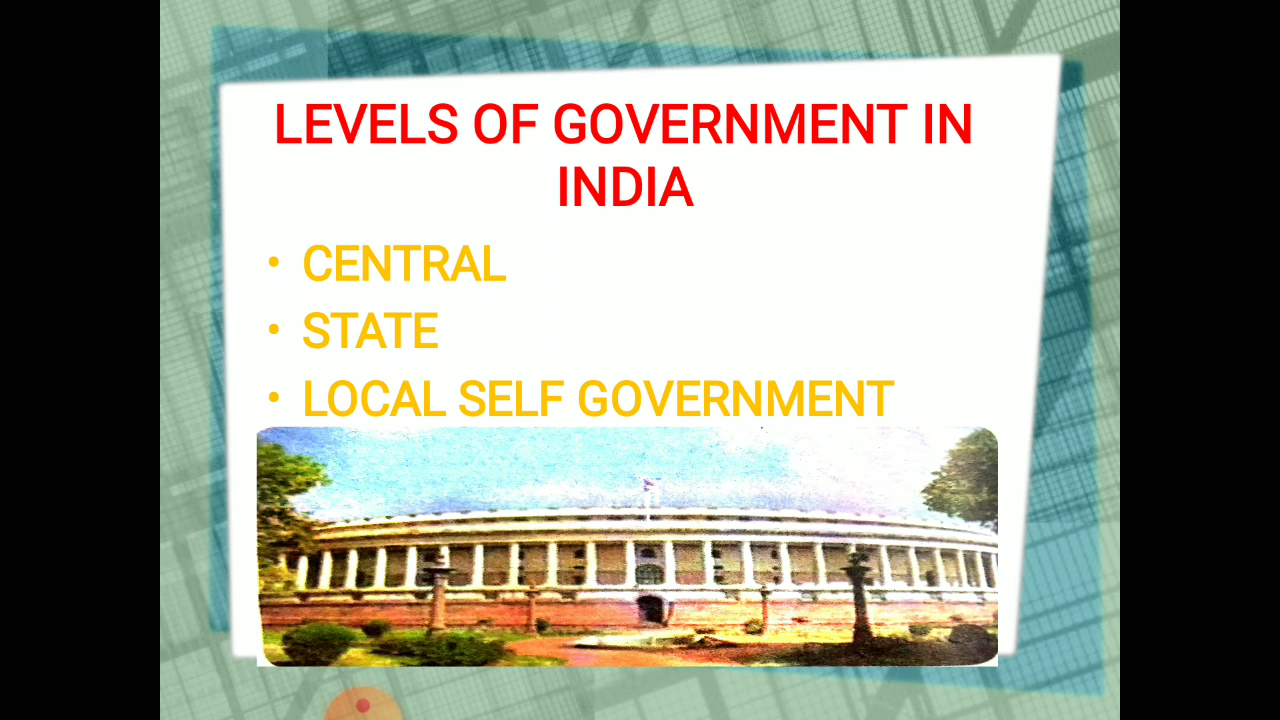 LEVELS OF GOVERNMENT IN
INDIA
• CENTRAL
• STATE
• LOCAL SELF GOVERNMENT